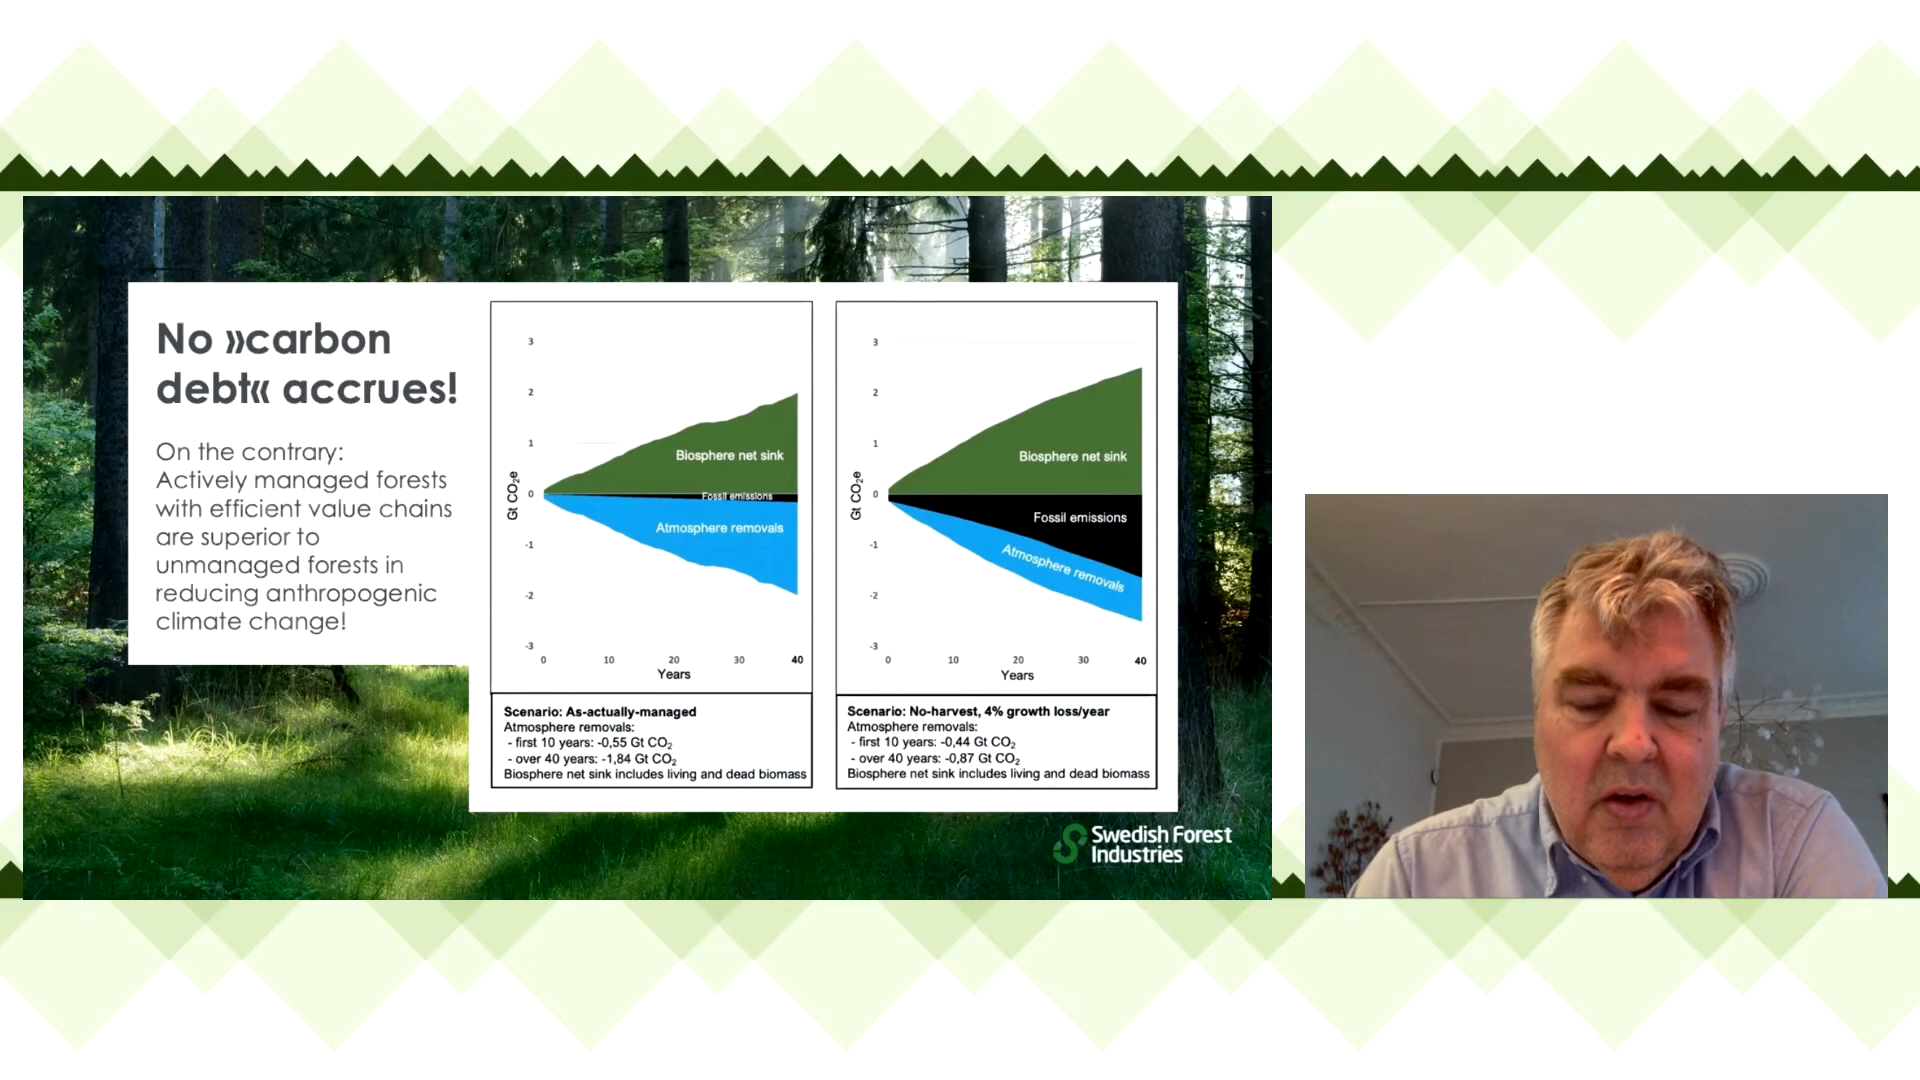 No »carbon
debt« accrues!
On the contrary:
Actively managed forests
with efficient value chains
are superior to
unmanaged forests in
reducing anthropogenic
climate change!
3
2
1
0
-1
-2
-3
Gt CO₂e
Biosphere net sink
Fossil emissions
Atmosphere removals
0 10 20 30 40
Years
Scenario: As-actually-managed
Atmosphere removals:
- first 10 years: -0,55 Gt CO₂
- over 40 years: -1,84 Gt CO₂
Biosphere net sink includes living and dead biomass
3
2
1
0
-1
-2
-3
Gt CO₂e
Biosphere net sink
Fossil emissions
Atmosphere removals
0 10 20 30 40
Years
Scenario: No-harvest, 4% growth loss/year
Atmosphere removals:
- first 10 years: -0,44 Gt CO₂
- over 40 years: -0,87 Gt CO₂
Biosphere net sink includes living and dead biomass
Swedish Forest
Industries